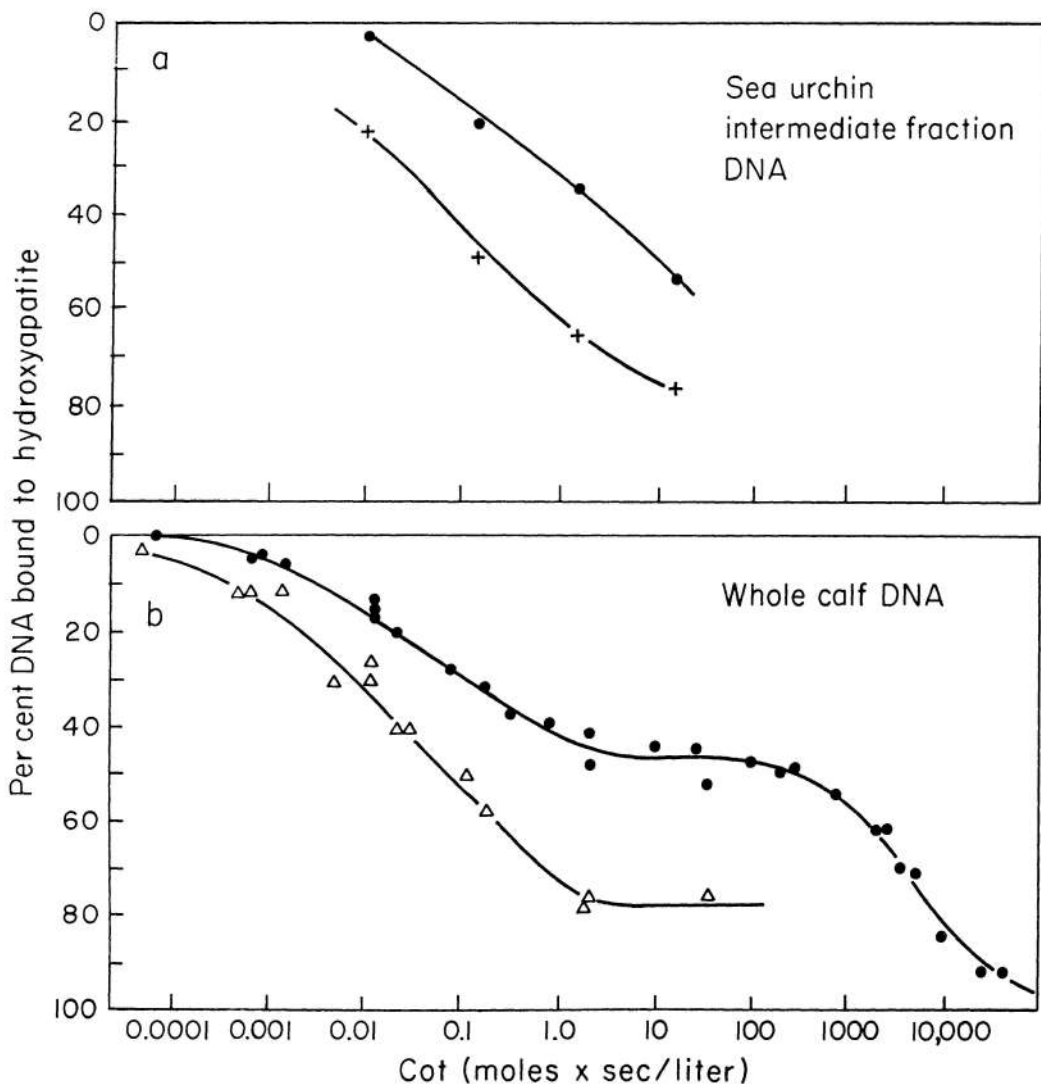 a
Sea urchin
intermediate fraction
DNA
0
20
40
60
80
100
Per cent DNA bound to hydroxyapatite
b
Whole calf DNA
0
20
40
60
80
100
0.0001 0.001 0.01 0.1 1.0 10 100 1000 10,000
Cot (moles x sec/liter)